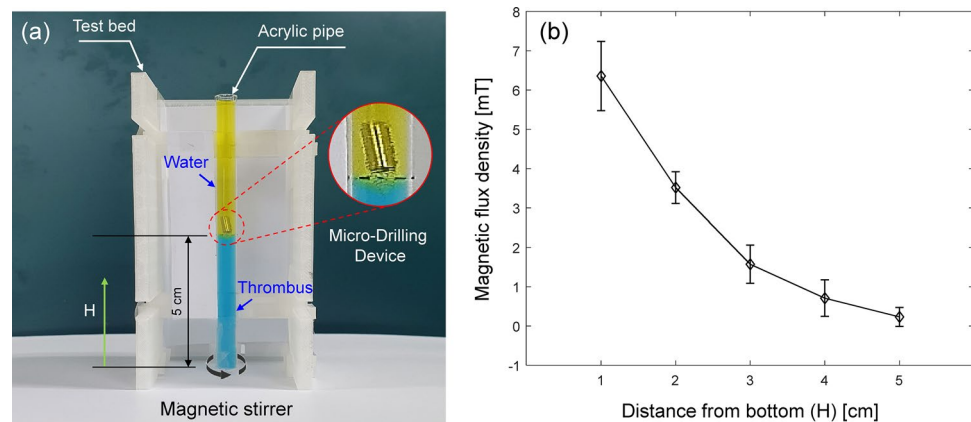 (a)
Test bed
Acrylic pipe
Water
Micro-Drilling
Device
H
5 cm
Thrombus
Magnetic stirrer
(b)
Magnetic flux density [mT]
8
7
6
5
4
3
2
1
0
-1
1 2 3 4 5
Distance from bottom (H) [cm]